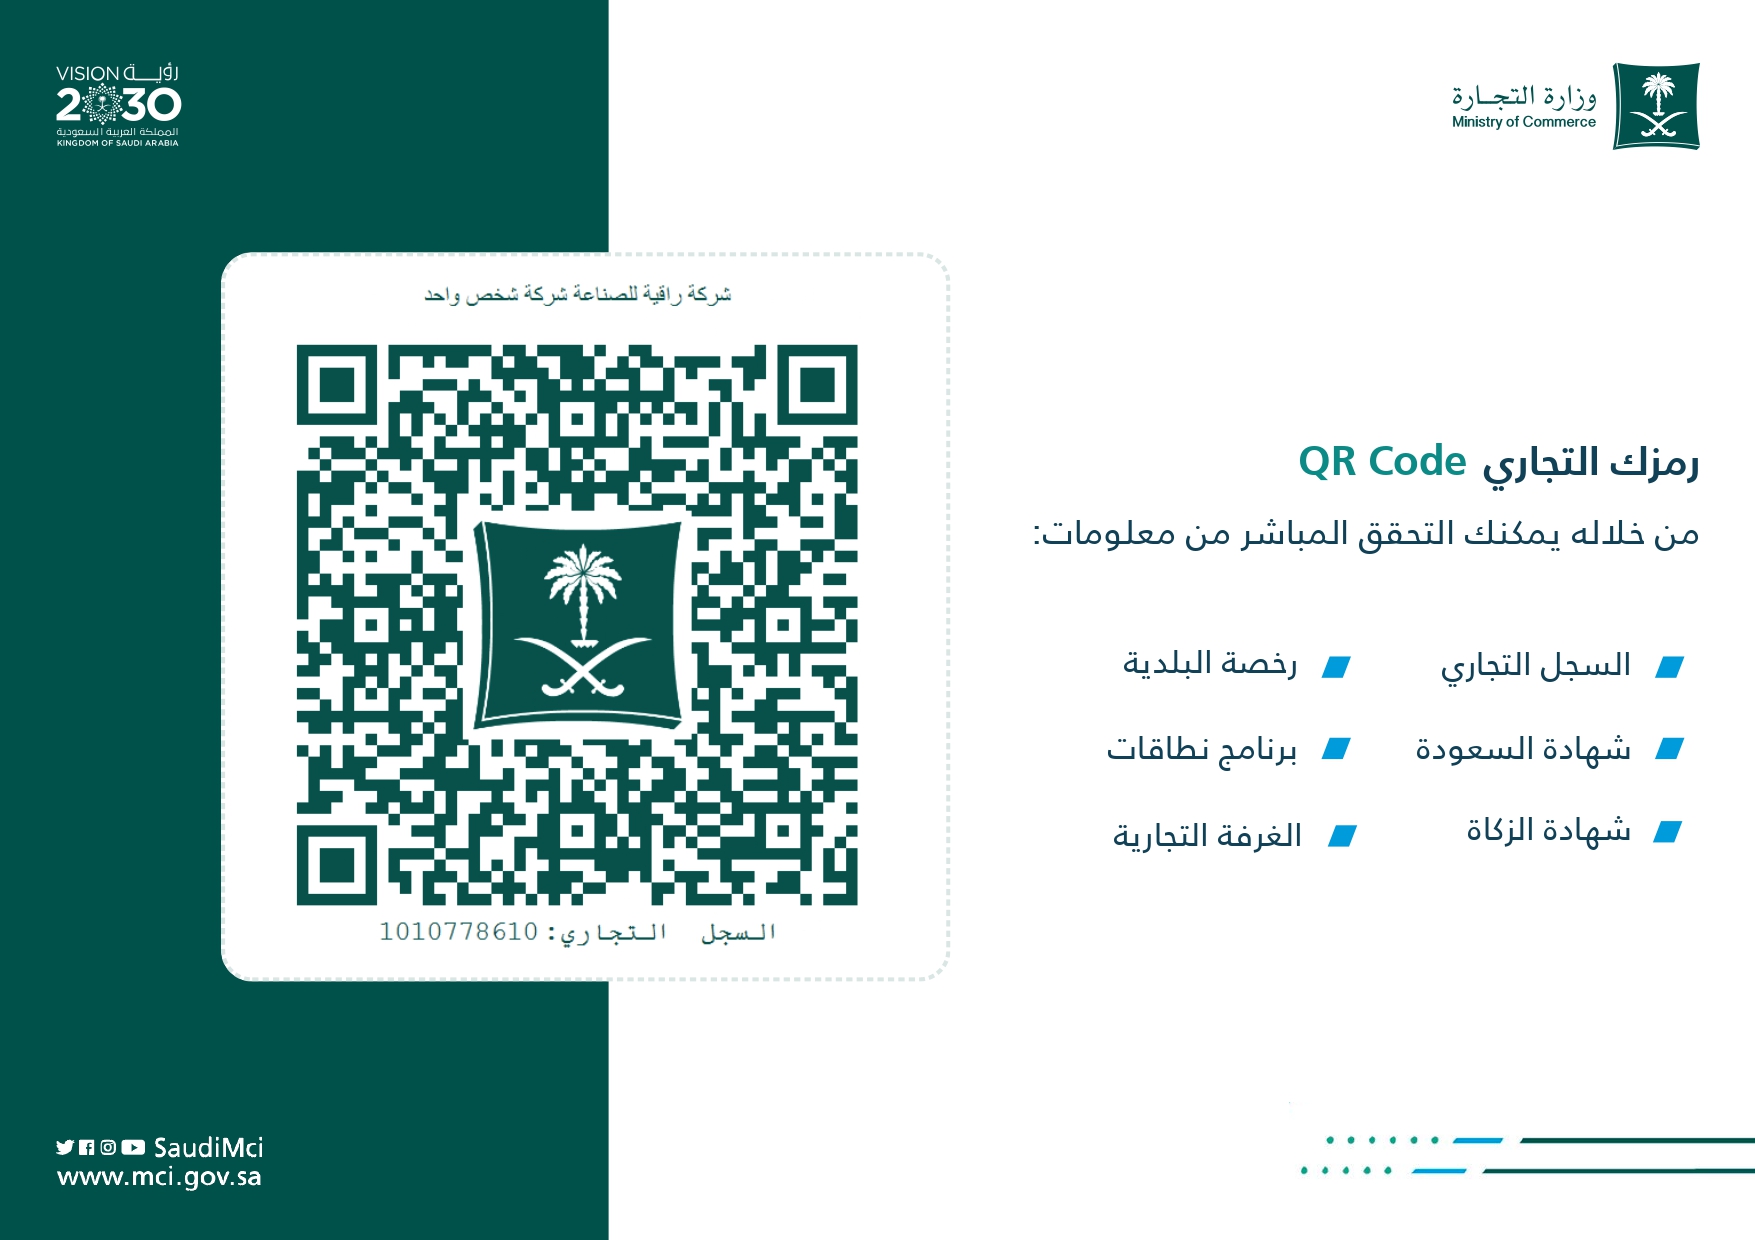 وزارة التجارة
Ministry of Commerce
VISION رؤية
2030
المملكة العربية السعودية
KINGDOM OF SAUDI ARABIA
شركة راقية للصناعة شركة شخص واحد
السجل التجاري: 1010778610
رمزك التجاري QR Code
من خلاله يمكنك التحقق المباشر من معلومات:
السجل التجاري
رخصة البلدية
شهادة السعودة
برنامج نطاقات
شهادة الزكاة
الغرفة التجارية
SaudiMci
www.mci.gov.sa